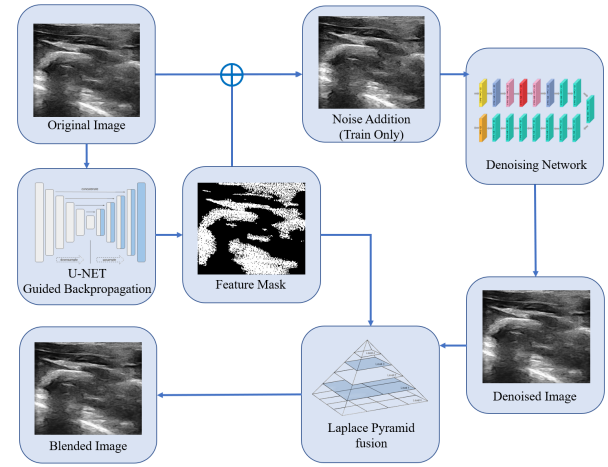 Original Image
Noise Addition
(Train Only)
Denoising Network
U-NET
Guided Backpropagation
Feature Mask
Denoised Image
Laplace Pyramid
fusion
Blended Image